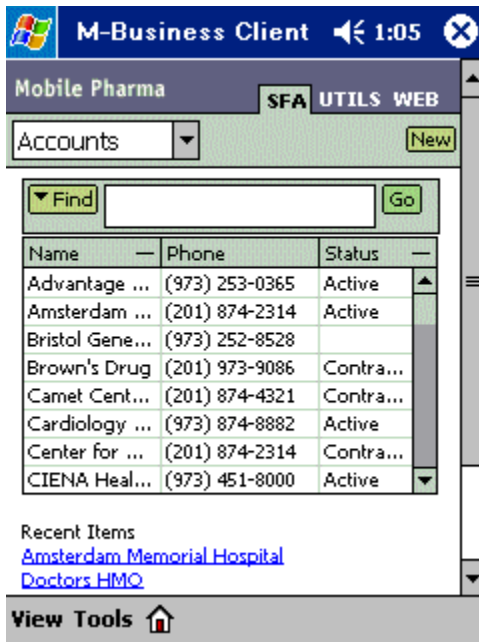 M-Business Client 1:05
Mobile Pharma SFA UTILS WEB
Accounts New
Find Go
Name Phone Status
Advantage ... (973) 253-0365 Active
Amsterdam ... (201) 874-2314 Active
Bristol Gene... (973) 252-8528
Brown's Drug (201) 973-9086 Contra...
Camet Cent... (201) 874-4321 Contra...
Cardiology ... (973) 874-8882 Active
Center for ... (201) 874-2314 Contra...
CIENA Heal... (973) 451-8000 Active
Recent Items
Amsterdam Memorial Hospital
Doctors HMO
View Tools